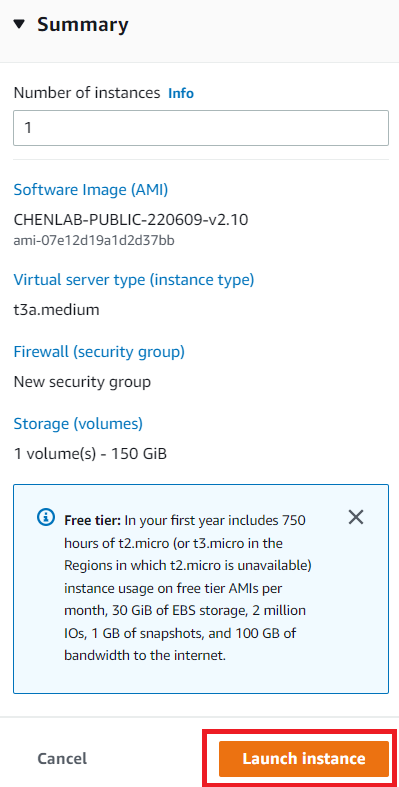 Summary
Number of instances Info
1
Software Image (AMI)
CHENLAB-PUBLIC-220609-v2.10
ami-07e12d19a1d2d37bb
Virtual server type (instance type)
t3a.medium
Firewall (security group)
New security group
Storage (volumes)
1 volume(s) - 150 GiB
Free tier: In your first year includes 750
hours of t2.micro (or t3.micro in the
Regions in which t2.micro is unavailable)
instance usage on free tier AMIs per
month, 30 GiB of EBS storage, 2 million
IOs, 1 GB of snapshots, and 100 GB of
bandwidth to the internet.
Cancel
Launch instance